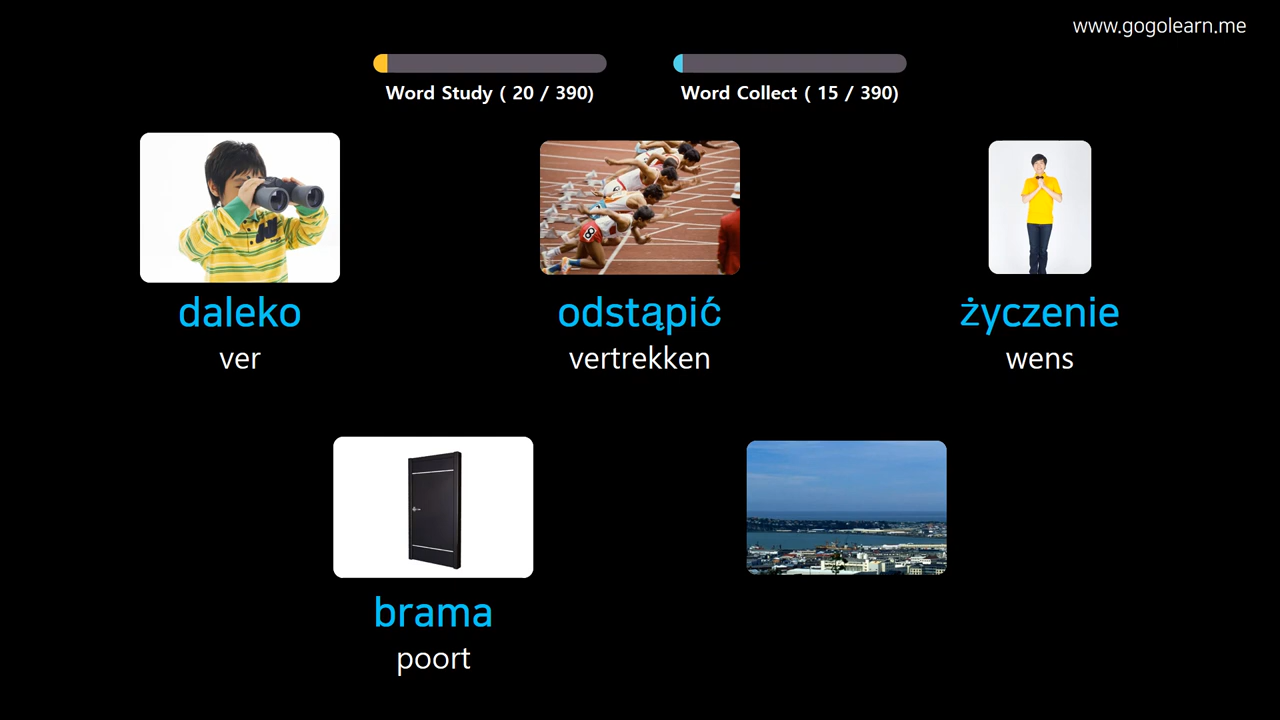 www.gogolearn.me
Word Study ( 20 / 390)
Word Collect ( 15 / 390)
daleko
ver
odstąpić
vertrekken
życzenie
wens
brama
poort